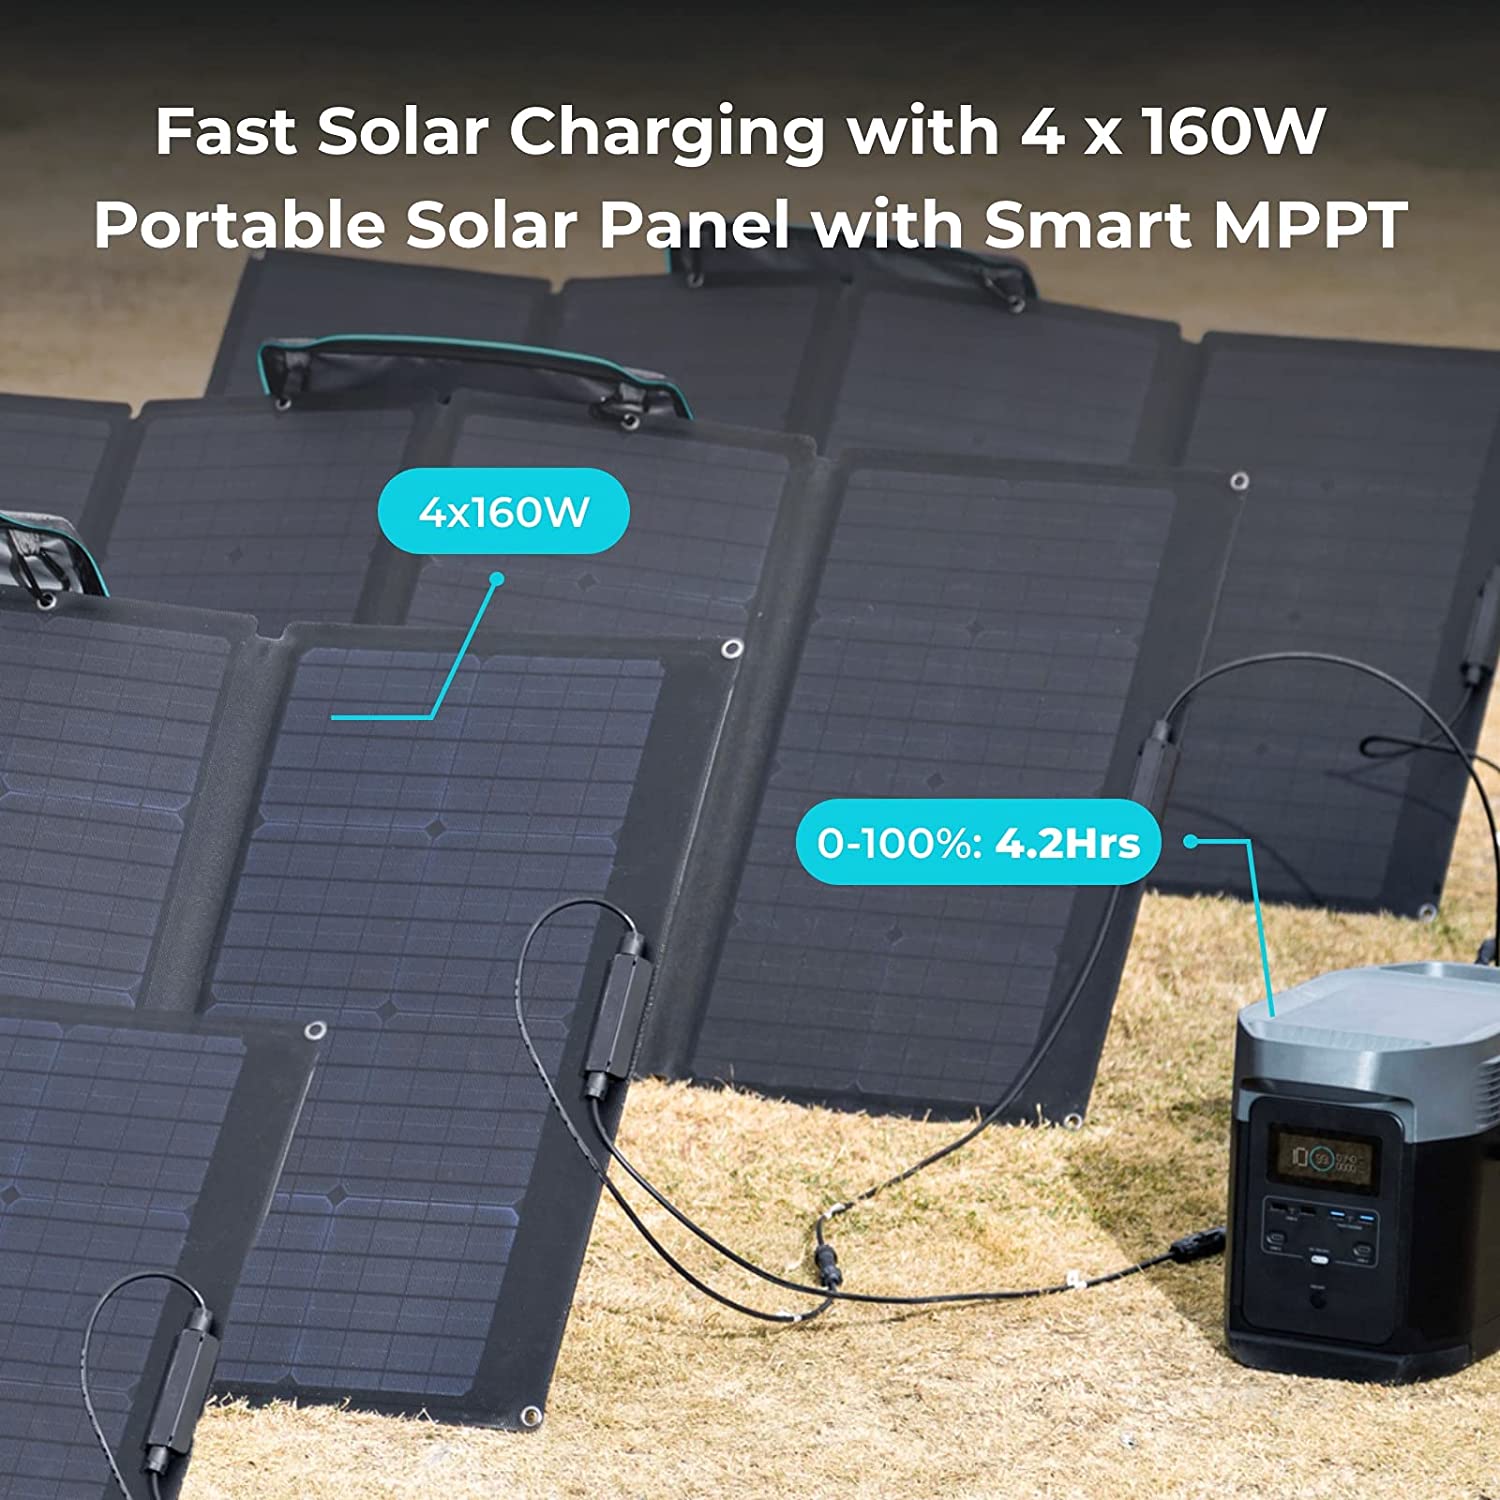 Fast Solar Charging with 4 x 160W
Portable Solar Panel with Smart MPPT
4x160W
0-100%: 4.2Hrs